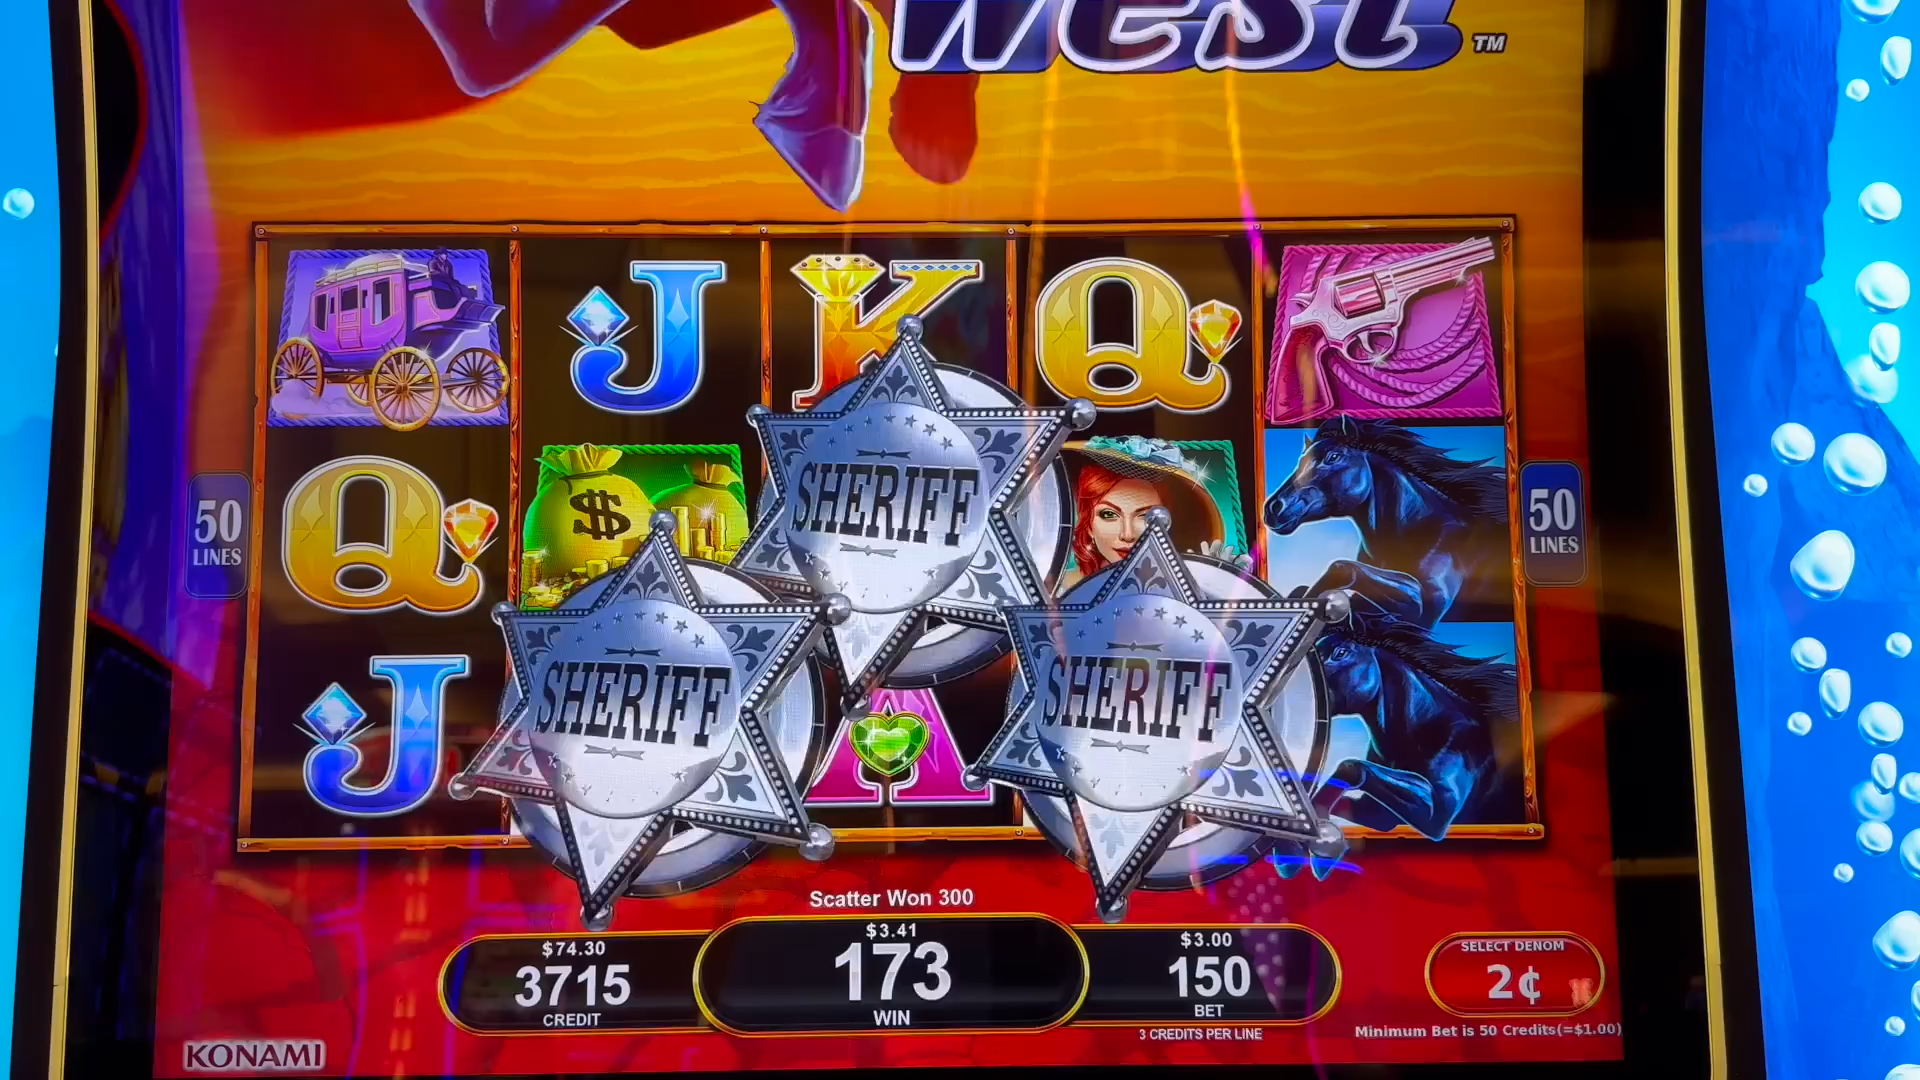 West TM
J
K
Q
50 LINES
Q
$
SHERIFF
50 LINES
SHERIFF
SHERIFF
J
A
Scatter Won 300
$74.30
3715
CREDIT
$3.41
173
WIN
$3.00
150
BET
3 CREDITS PER LINE
SELECT DENOM
2¢
Minimum Bet is 50 Credits(=$1.00)
KONAMI